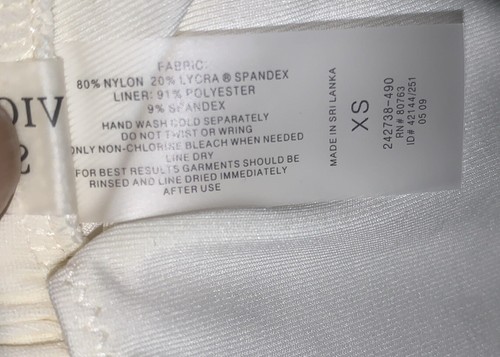 FABRIC:
80% NYLON 20% LYCRA ® SPANDEX
LINER: 91% POLYESTER
9% SPANDEX
HAND WASH COLD SEPARATELY
DO NOT TWIST OR WRING
ONLY NON-CHLORINE BLEACH WHEN NEEDED
LINE DRY
FOR BEST RESULTS GARMENTS SHOULD BE
RINSED AND LINE DRIED IMMEDIATELY
AFTER USE
MADE IN SRI LANKA
XS
242738-490
RN# 80763
ID# 42144/251
05/09